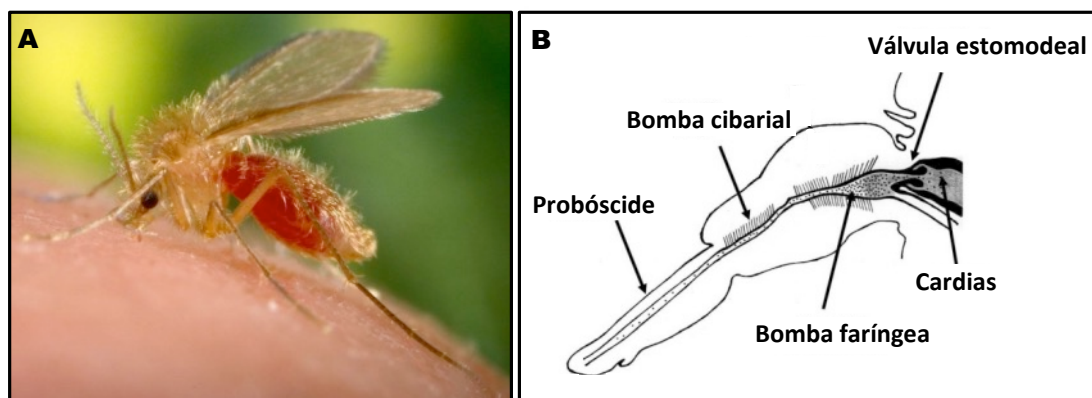 A
B
Válvula estomodeal
Bomba cibarial
Probóscide
Cardias
Bomba faríngea